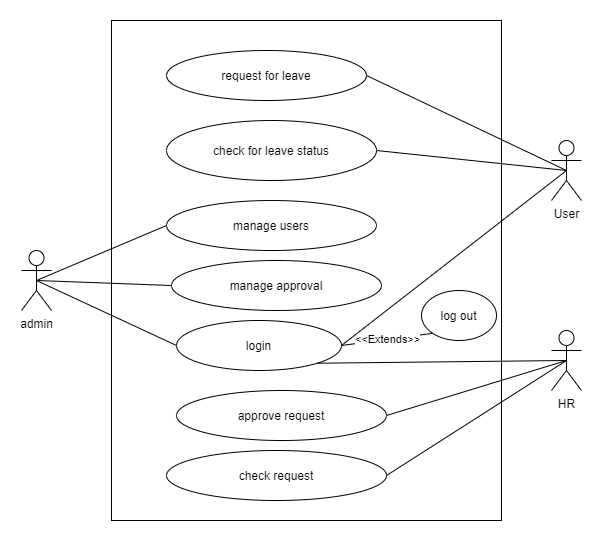 request for leave
check for leave status
User
manage users
admin
manage approval
log out
login
<<Extends>>
HR
approve request
check request